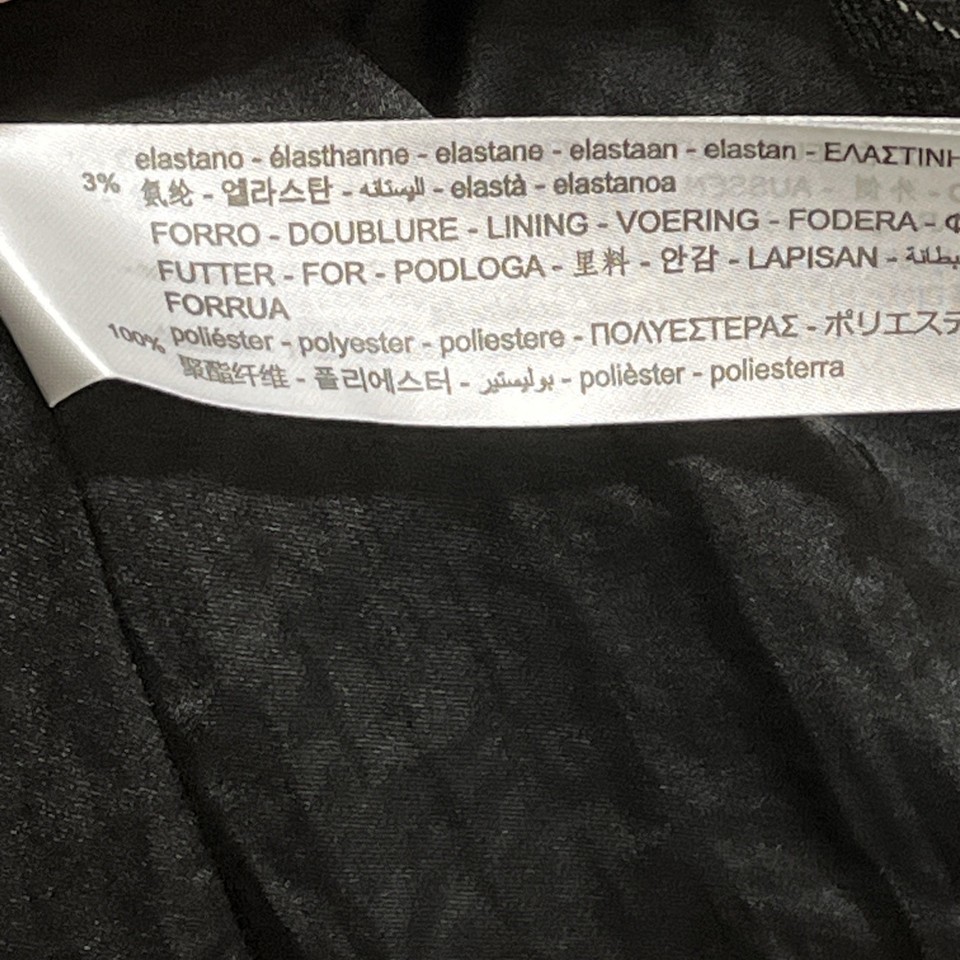 elastano - élasthanne - elastane - elastaan - elastan - ΕΛΑΣΤΙΝΗ
3% 氨纶 - 엘라스탄 - الوستان - elastà - elastanoa
FORRO - DOUBLURE - LINING - VOERING - FODERA -
FUTTER - FOR - PODLOGA - 里料 - 안감 - LAPISAN - بطانة
FORRUA
100% poliéster - polyester - poliestere - ΠΟΛΥΕΣΤΕΡΑΣ - ポリエステ
聚酯纤维 - 폴리에스터 - بوليستير - polièster - poliesterra